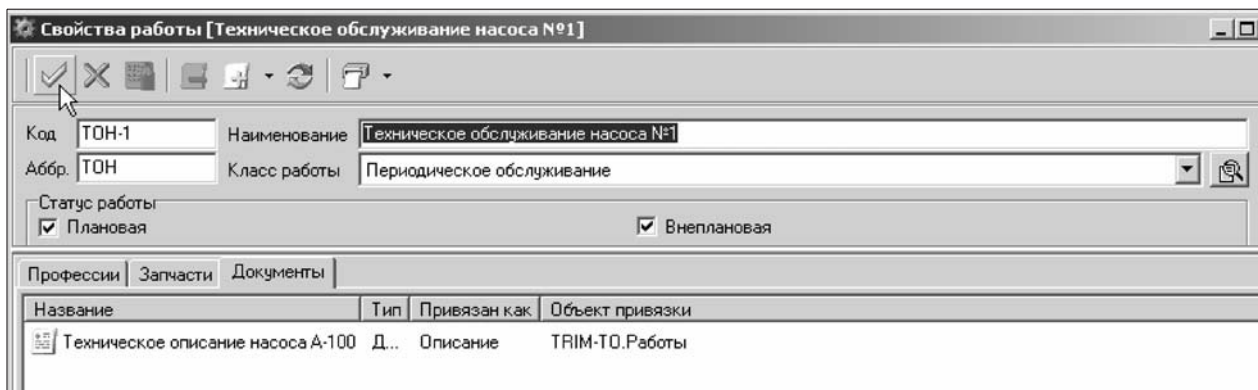 Свойства работы [Техническое обслуживание насоса №1]
Код ТОН-1 Наименование Техническое обслуживание насоса №1
Аббр. ТОН Класс работы Периодическое обслуживание
Статус работы
Плановая Внеплановая
Профессии Запчасти Документы
Название Тип Привязан как Объект привязки
Техническое описание насоса А-100 Д... Описание TRIM-TO.Работы